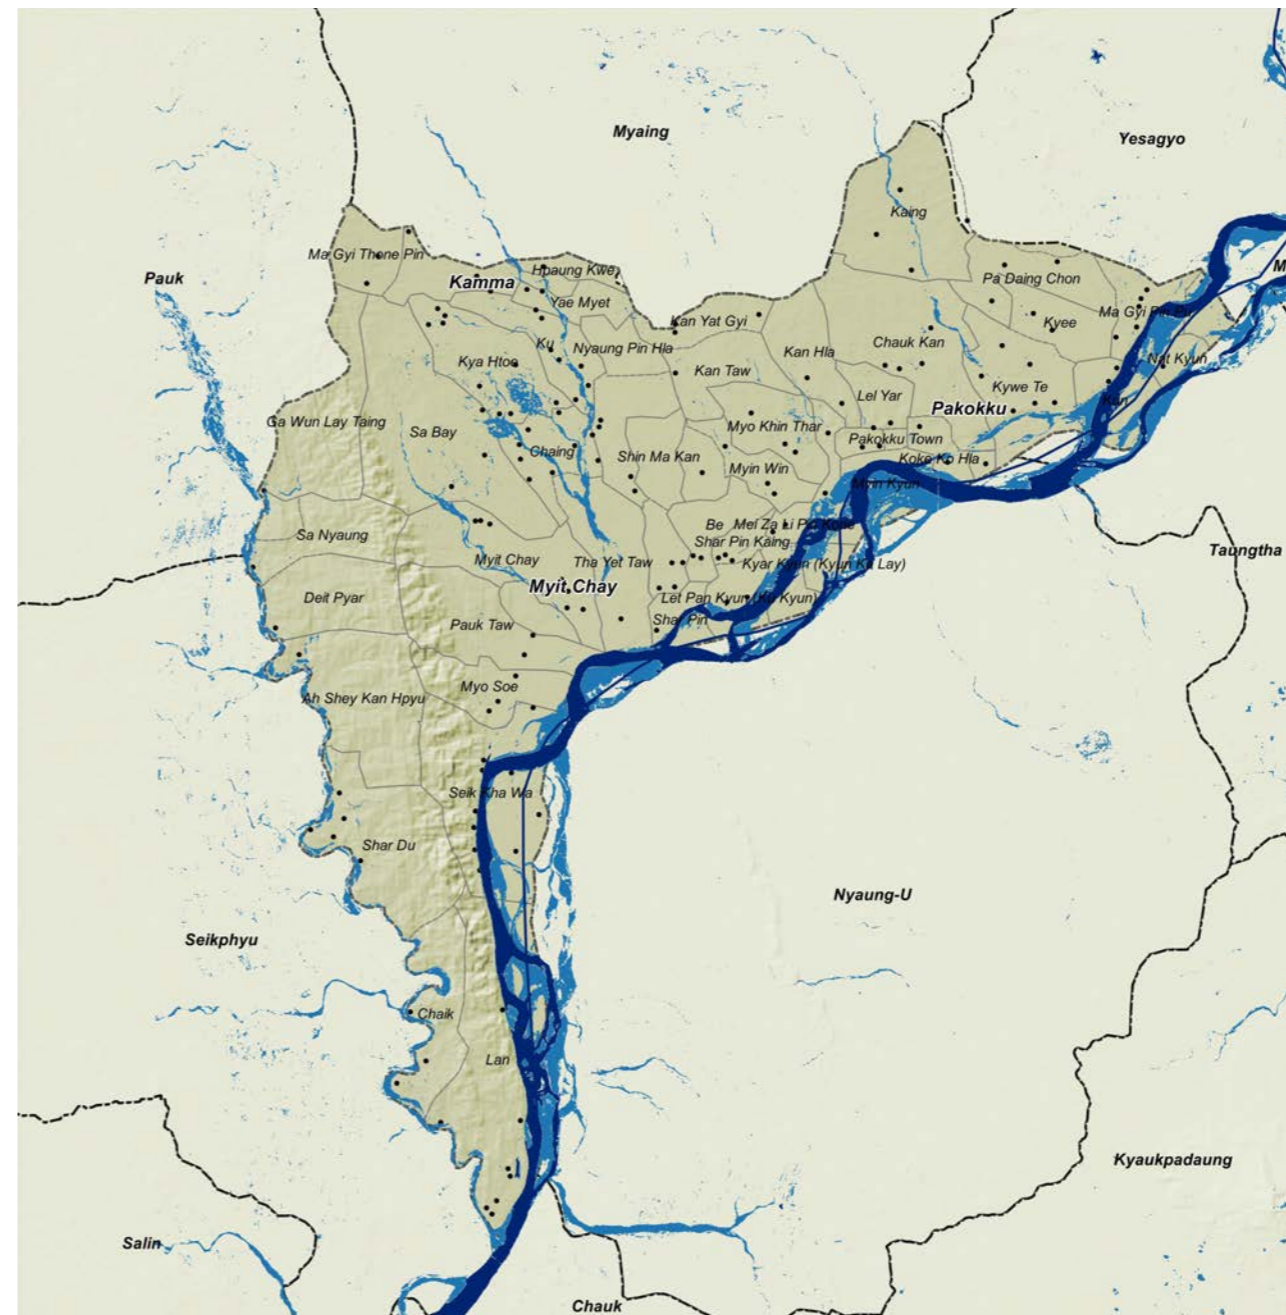 Myaing
Yesagyo
Kaing
Ma Gyi Thone Pin
Hpaung Kwe
Pa Daing Chon
Pauk
Kamma
Yae Myet
Kan Yat Gyi
Ma Gyi Pin Pu
Kyee
Ku
Nyaung Pin Hla
Kan Hla
Chauk Kan
Nat Kyun
Kya Htoe
Kan Taw
Kywe Te
Lel Yar
Kun
Pakokku
Ga Wun Lay Taing
Sa Bay
Myo Khin Thar
Pakokku Town
Chaing
Shin Ma Kan
Koke Ko Hla
Myin Win
Myin Kyun
Be
Mel Za Li Pin Kone
Sa Nyaung
Shar Pin Kaing
Taungtha
Myit Chay
Tha Yet Taw
Kyar Kyun (Kyun Ka Lay)
Myit Chay
Deit Pyar
Let Pan Kyun (Ku Kyun)
Pauk Taw
Shar Pin
Myo Soe
Ah Shey Kan Hpyu
Seik Kha Wa
Shar Du
Nyaung-U
Seikphyu
Chaik
Lan
Kyaukpadaung
Salin
Chauk